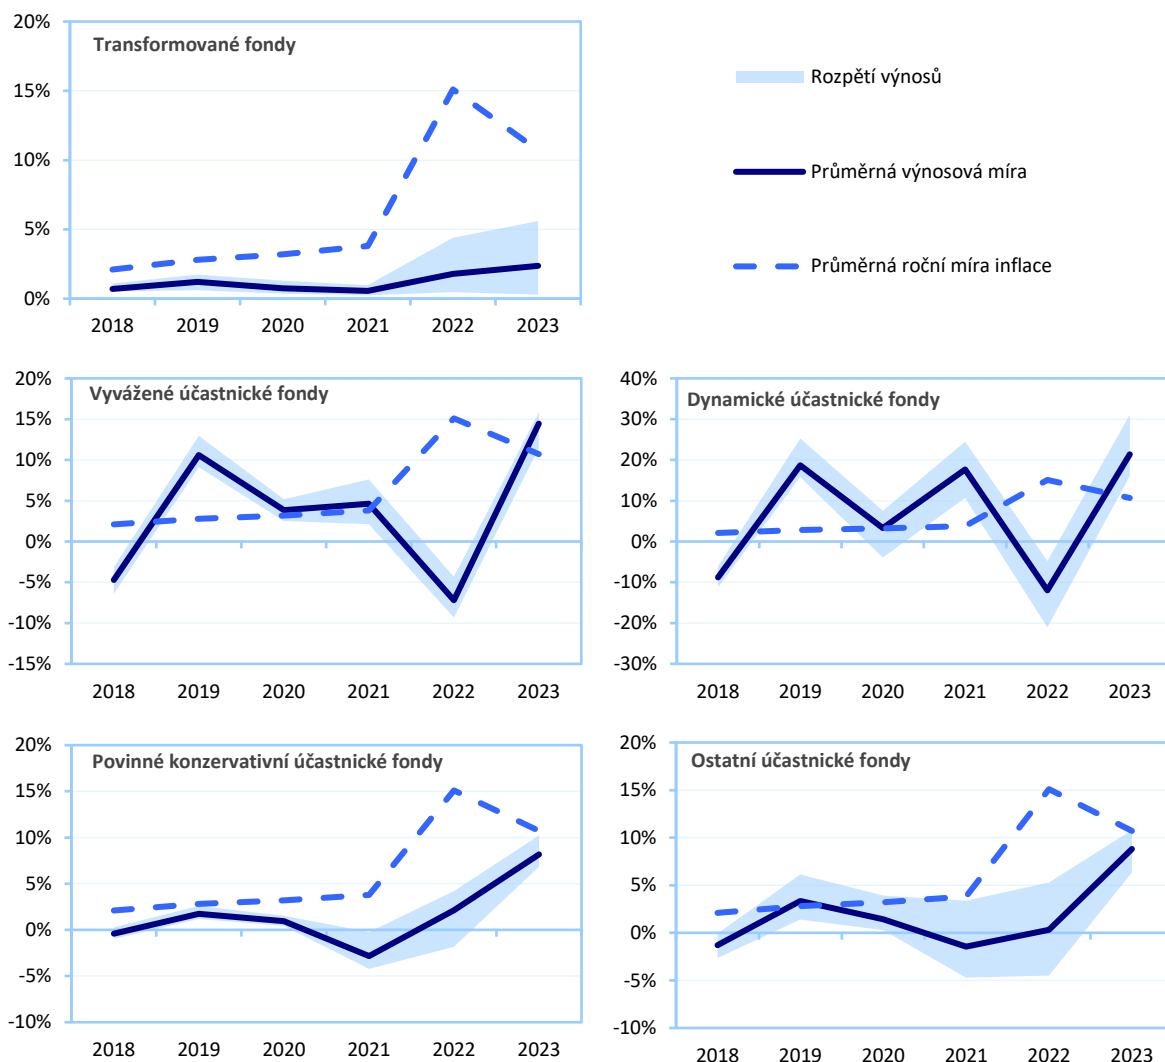 20%
15%
10%
5%
0%
Transformované fondy
2018 2019 2020 2021 2022 2023
Rozpětí výnosů
Průměrná výnosová míra
Průměrná roční míra inflace
20%
15%
10%
5%
0%
-5%
-10%
-15%
Vyvážené účastnické fondy
2018 2019 2020 2021 2022 2023
40%
30%
20%
10%
0%
-10%
-20%
-30%
Dynamické účastnické fondy
2018 2019 2020 2021 2022 2023
20%
15%
10%
5%
0%
-5%
-10%
Povinné konzervativní účastnické fondy
2018 2019 2020 2021 2022 2023
20%
15%
10%
5%
0%
-5%
-10%
Ostatní účastnické fondy
2018 2019 2020 2021 2022 2023